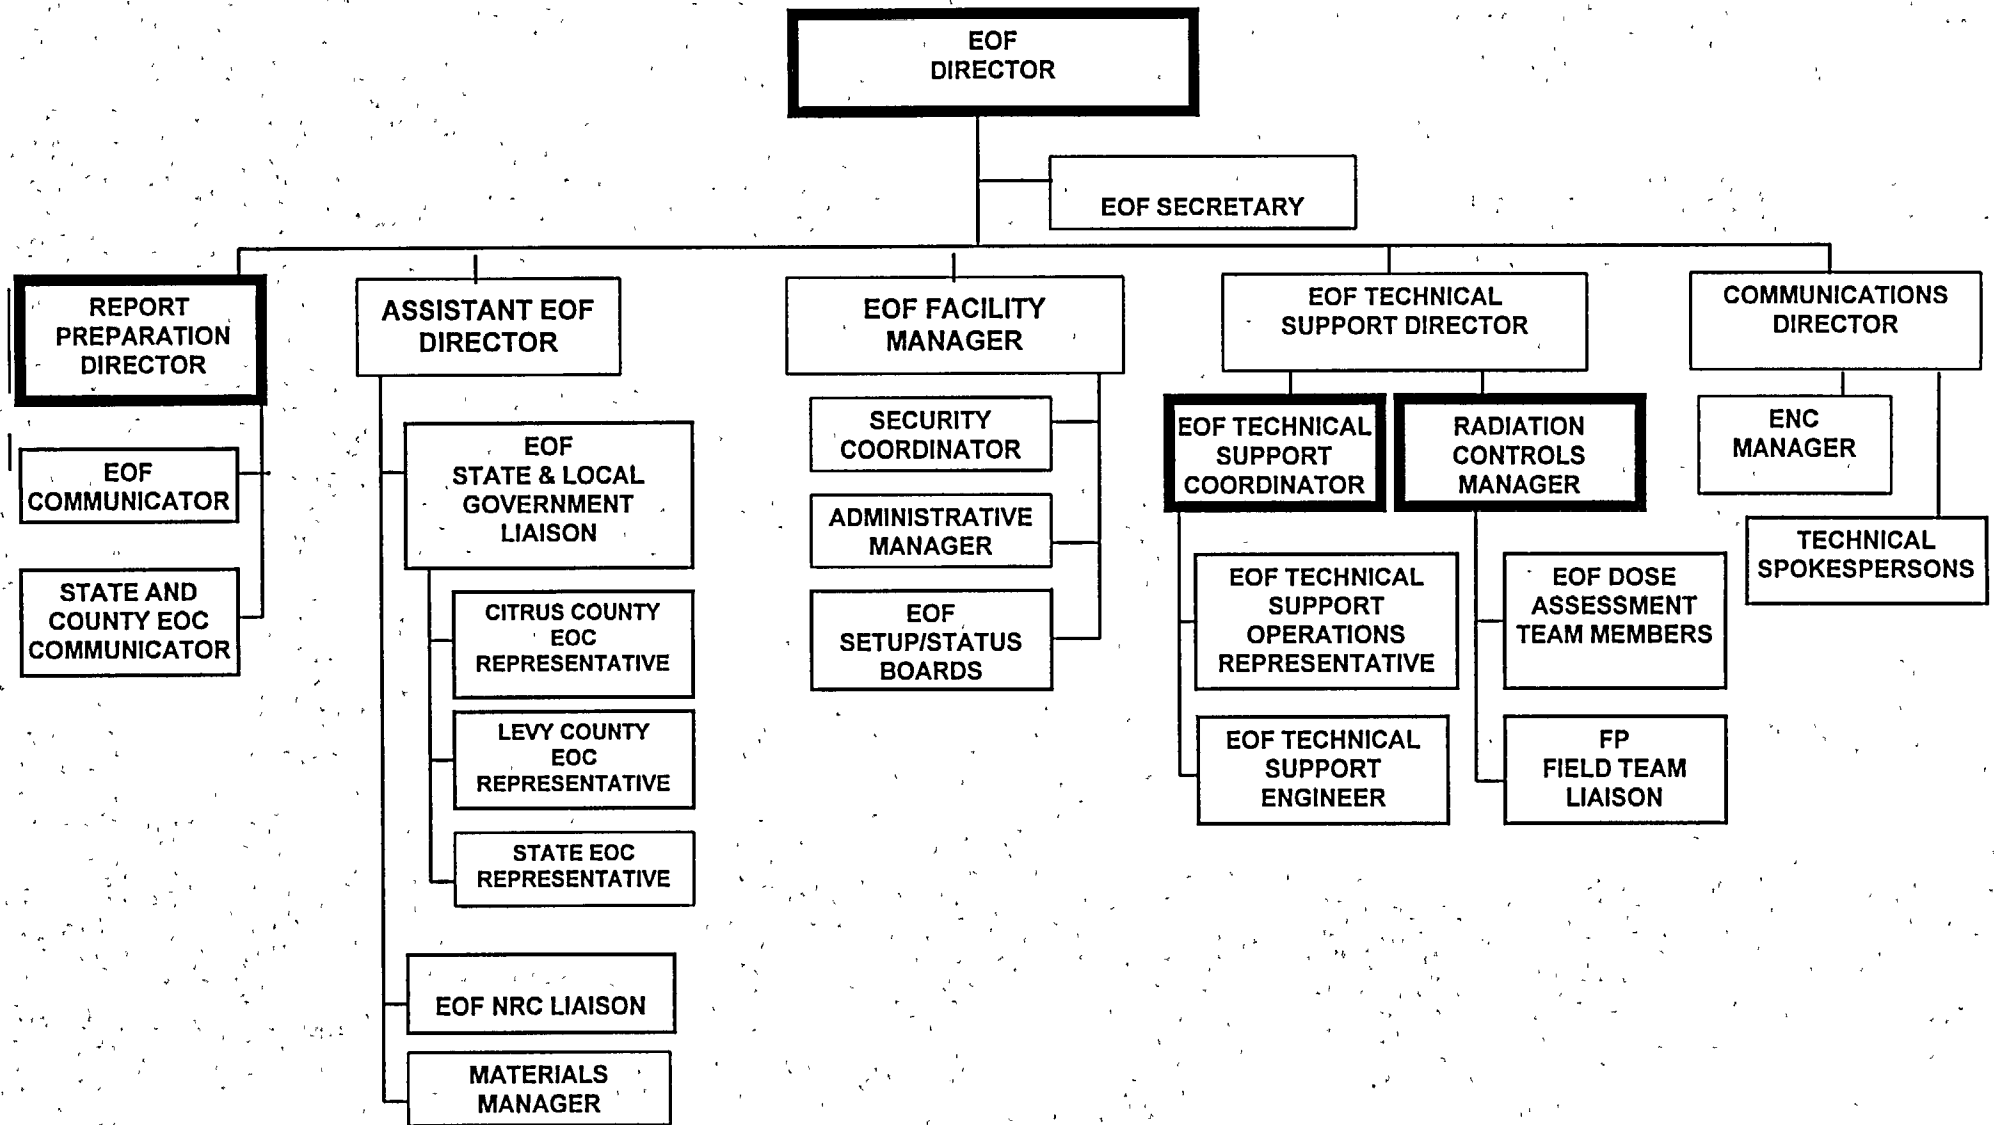 EOF
DIRECTOR
EOF SECRETARY
REPORT
PREPARATION
DIRECTOR
EOF
COMMUNICATOR
STATE AND
COUNTY EOC
COMMUNICATOR
ASSISTANT EOF
DIRECTOR
EOF
STATE & LOCAL
GOVERNMENT
LIAISON
CITRUS COUNTY
EOC
REPRESENTATIVE
LEVY COUNTY
EOC
REPRESENTATIVE
STATE EOC
REPRESENTATIVE
EOF NRC LIAISON
MATERIALS
MANAGER
EOF FACILITY
MANAGER
SECURITY
COORDINATOR
ADMINISTRATIVE
MANAGER
EOF
SETUP/STATUS
BOARDS
EOF TECHNICAL
SUPPORT DIRECTOR
EOF TECHNICAL
SUPPORT
COORDINATOR
EOF TECHNICAL
SUPPORT
OPERATIONS
REPRESENTATIVE
EOF TECHNICAL
SUPPORT
ENGINEER
RADIATION
CONTROLS
MANAGER
EOF DOSE
ASSESSMENT
TEAM MEMBERS
FP
FIELD TEAM
LIAISON
COMMUNICATIONS
DIRECTOR
ENC
MANAGER
TECHNICAL
SPOKESPERSONS